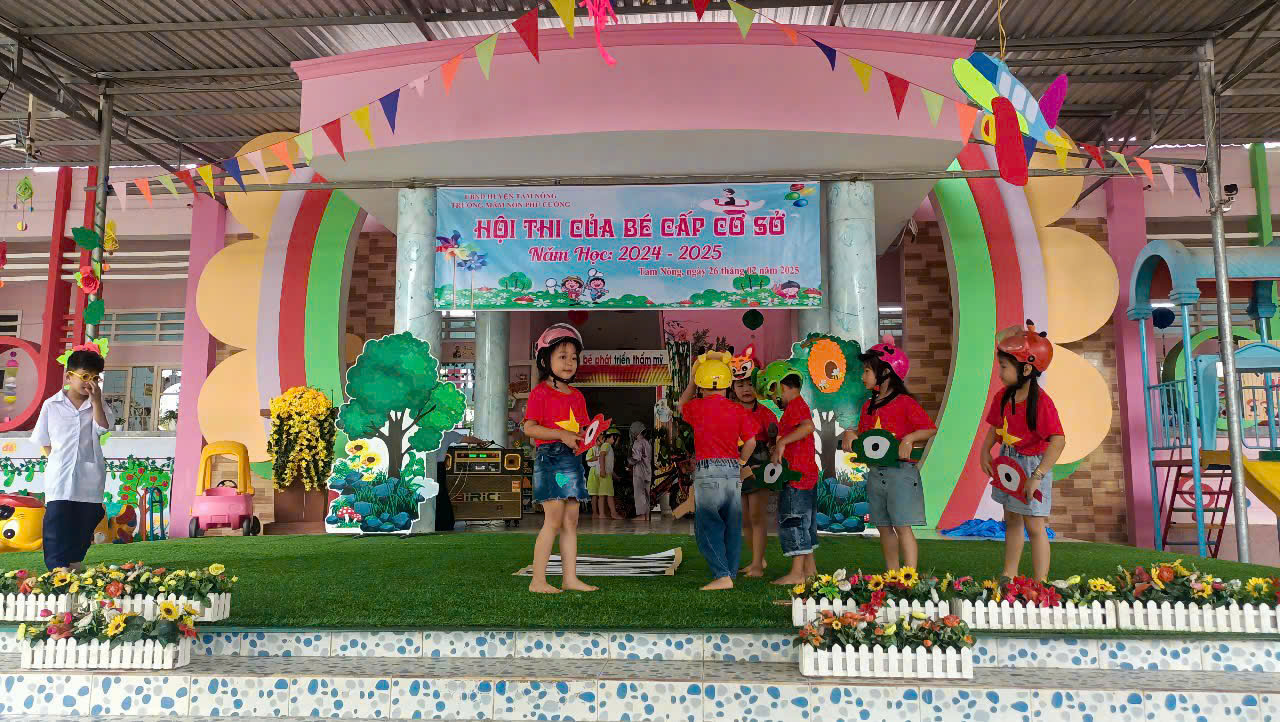 UBND HUYỆN TAM NÔNG
TRƯỜNG MẦM NON PHÚ CƯỜNG
HỘI THI CỦA BÉ CẤP CƠ SỞ
Năm Học: 2024 - 2025
Tam Nông, ngày 26 tháng 02 năm 2025
bé phát triển thẩm mỹ